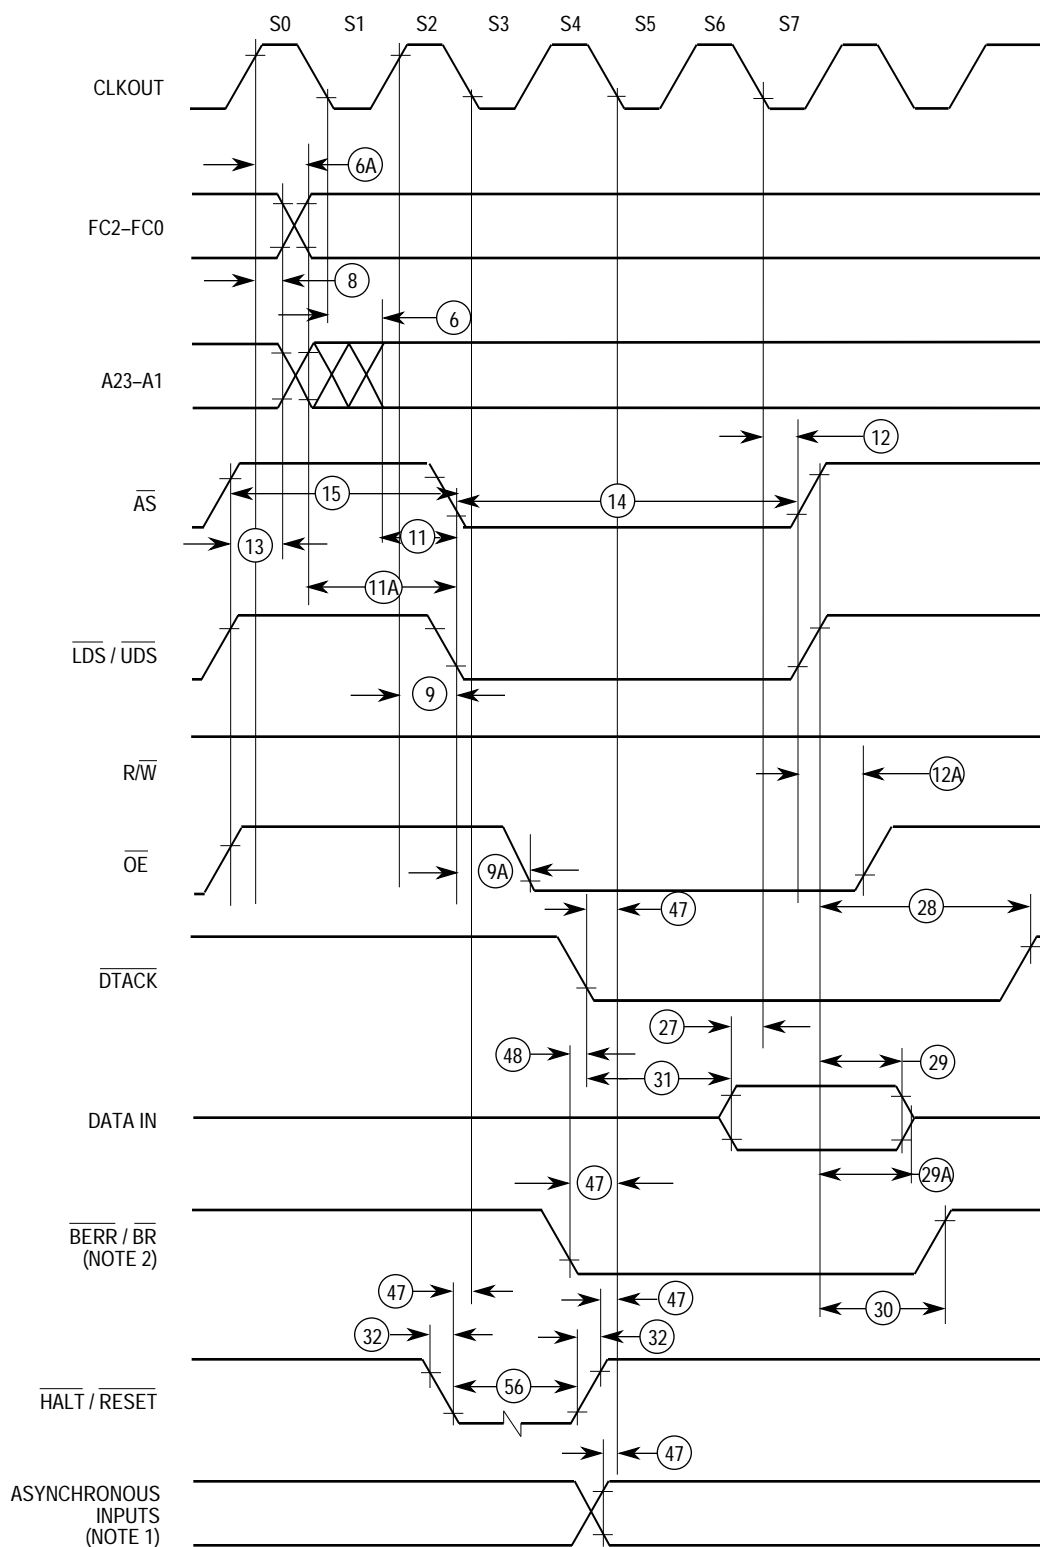 S0 S1 S2 S3 S4 S5 S6 S7
CLKOUT
6A
FC2–FC0
8
6
A23–A1
12
15
14
AS
11
13
11A
LDS / UDS
9
R/W
12A
OE
9A
47
28
DTACK
27
48
29
31
DATA IN
47
29A
BERR / BR
(NOTE 2)
47
47
30
32
32
56
HALT / RESET
47
ASYNCHRONOUS
INPUTS
(NOTE 1)